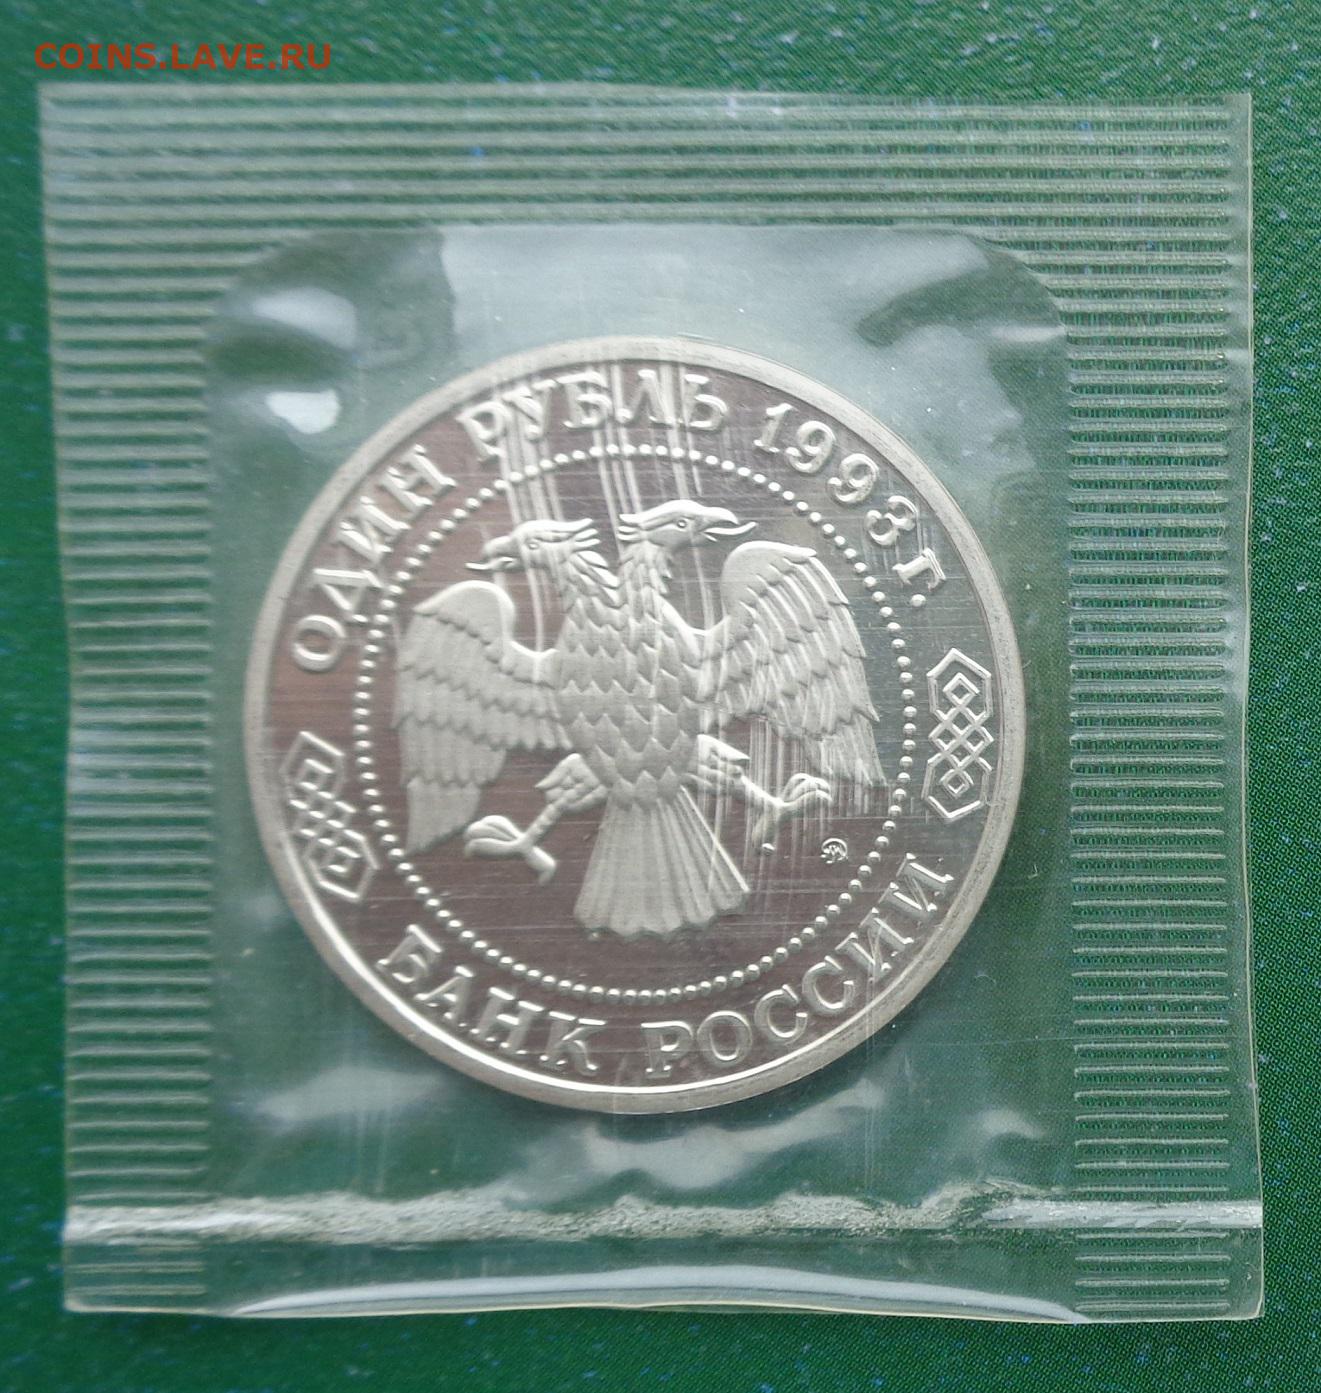 COINS.LAVE.RU
ОДИН РУБЛЬ 1993 г.
БАНК РОССИИ